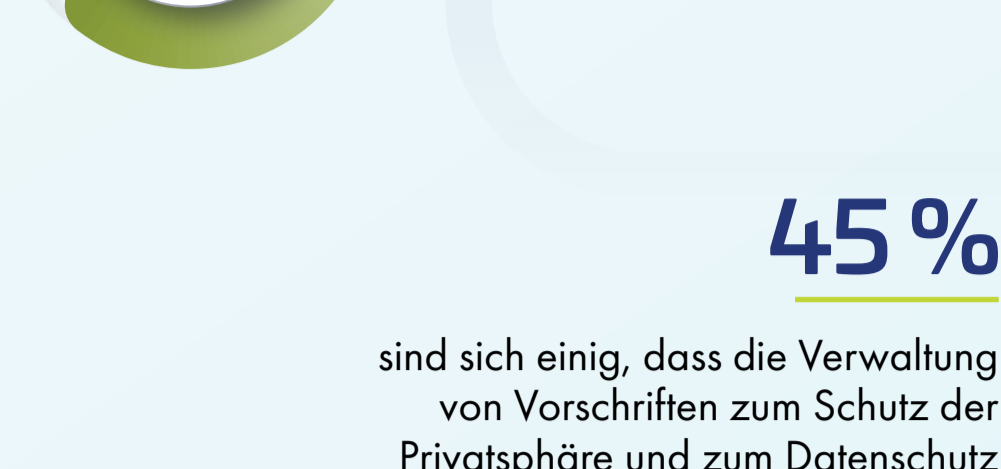 45 %
sind sich einig, dass die Verwaltung
von Vorschriften zum Schutz der
Privatsphäre und zum Datenschutz